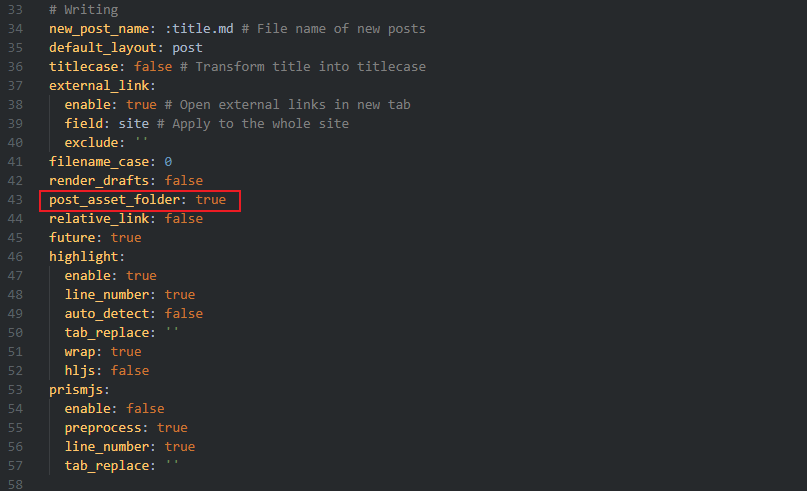 33 # Writing
34 new_post_name: :title.md # File name of new posts
35 default_layout: post
36 titlecase: false # Transform title into titlecase
37 external_link:
38   enable: true # Open external links in new tab
39   field: site # Apply to the whole site
40   exclude: ''
41 filename_case: 0
42 render_drafts: false
43 post_asset_folder: true
44 relative_link: false
45 future: true
46 highlight:
47   enable: true
48   line_number: true
49   auto_detect: false
50   tab_replace: ''
51   wrap: true
52   hljs: false
53 prismjs:
54   enable: false
55   preprocess: true
56   line_number: true
57   tab_replace: ''
58